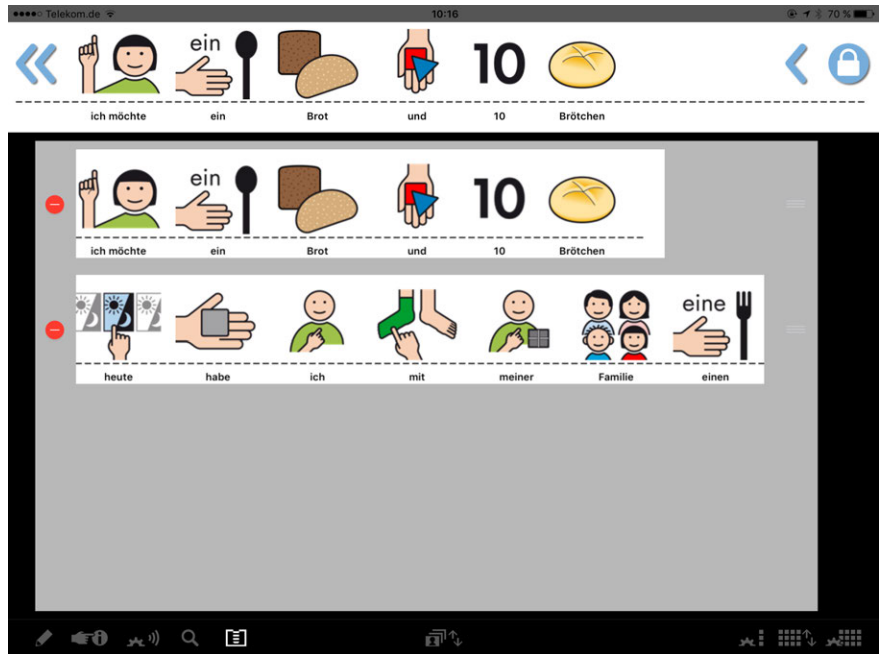 Telekom.de 10:16 70 %
ein 10
ich möchte ein Brot und 10 Brötchen
ein 10
ich möchte ein Brot und 10 Brötchen
eine
heute habe ich mit meiner Familie einen